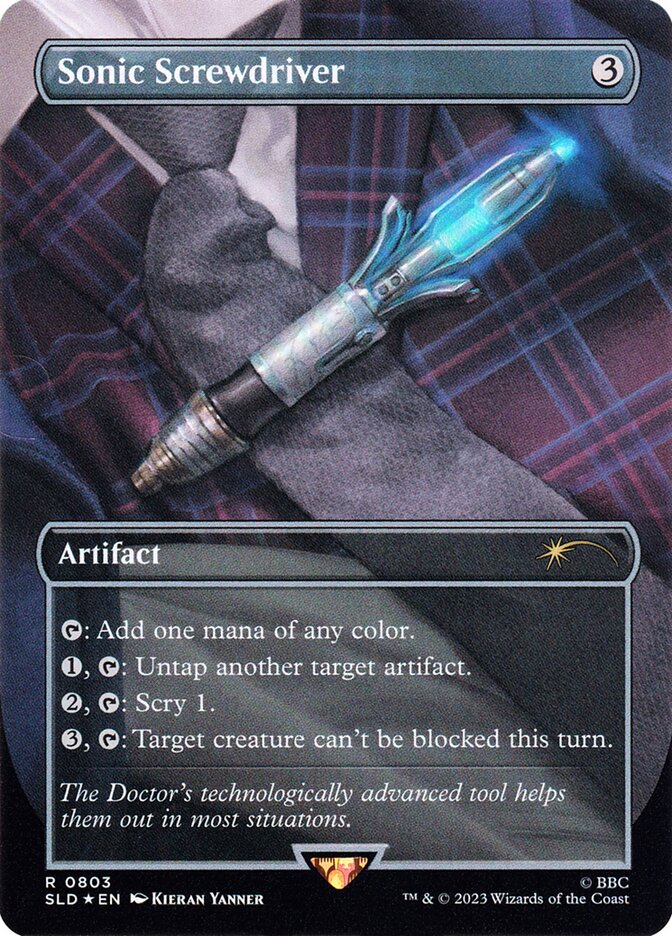 Sonic Screwdriver 3
Artifact
: Add one mana of any color.
1, : Untap another target artifact.
2, : Scry 1.
3, : Target creature can't be blocked this turn.
The Doctor's technologically advanced tool helps
them out in most situations.
R 0803 © BBC
SLD★EN KIERAN YANNER ™ & © 2023 Wizards of the Coast